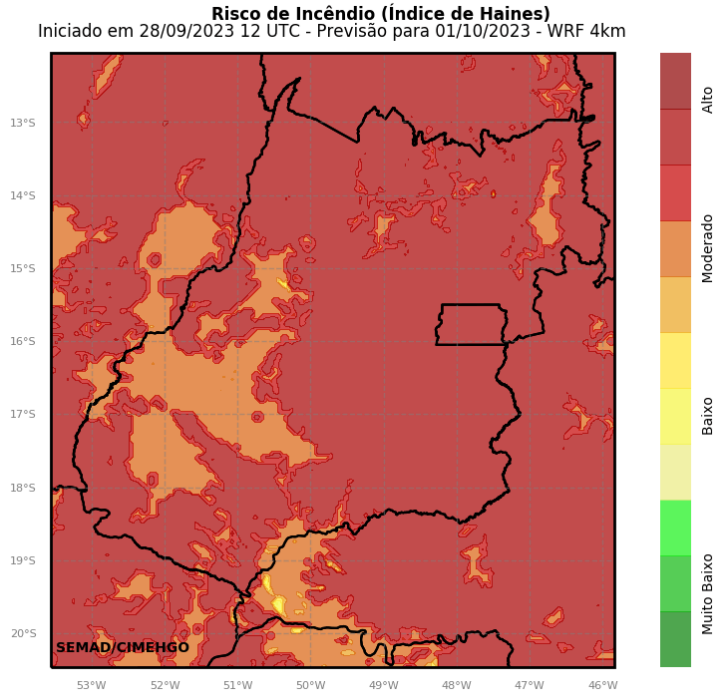 Risco de Incêndio (Índice de Haines)
Iniciado em 28/09/2023 12 UTC - Previsão para 01/10/2023 - WRF 4km
13°S
14°S
15°S
16°S
17°S
18°S
19°S
20°S
SEMAD/CIMEHGO
53°W
52°W
51°W
50°W
49°W
48°W
47°W
46°W
Alto
Moderado
Baixo
Muito Baixo